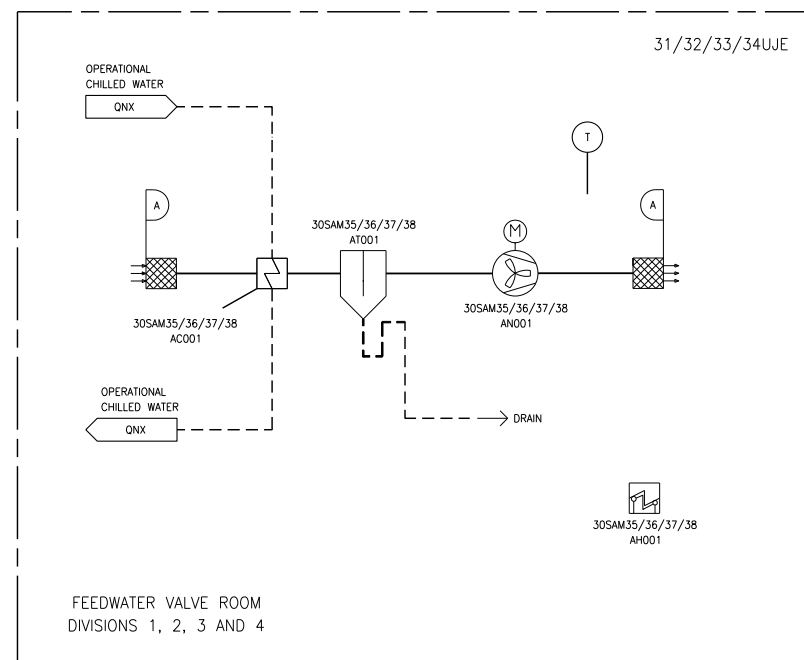 31/32/33/34UJE
OPERATIONAL
CHILLED WATER
QNX
T
A
A
30SAM35/36/37/38
AT001
M
30SAM35/36/37/38
AN001
30SAM35/36/37/38
AC001
OPERATIONAL
CHILLED WATER
QNX
DRAIN
30SAM35/36/37/38
AH001
FEEDWATER VALVE ROOM
DIVISIONS 1, 2, 3 AND 4